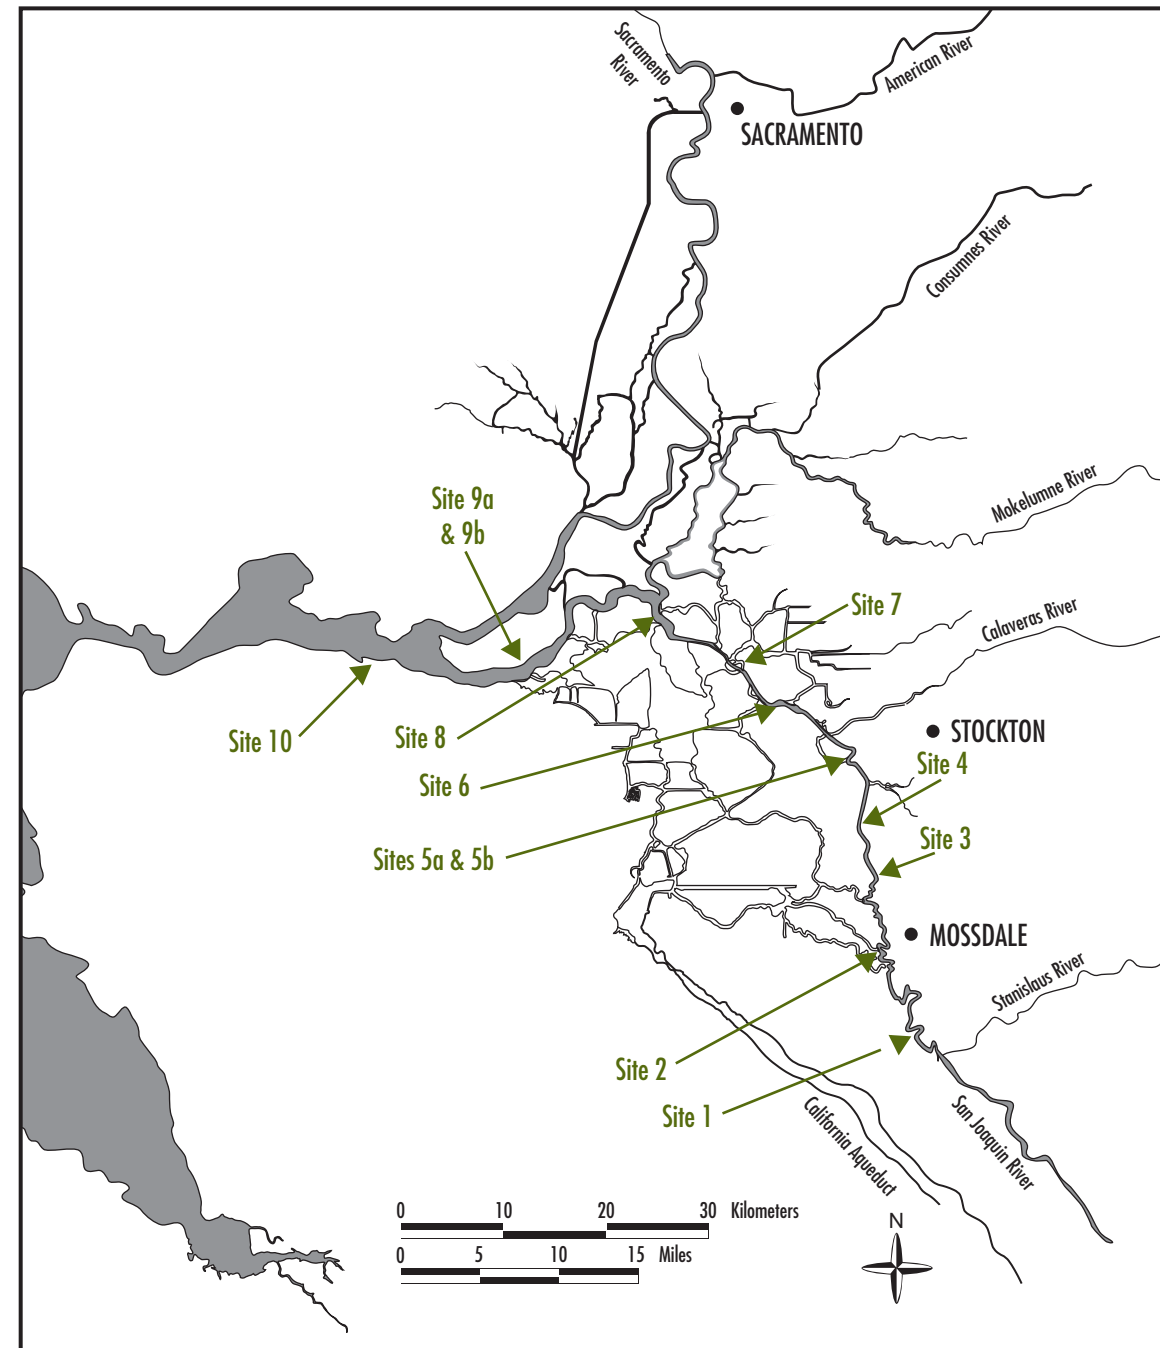 Sacramento
River
American River
SACRAMENTO
Consumnes River
Site 9a
& 9b
Mokelumne River
Site 7
Calaveras River
Site 10
Site 8
STOCKTON
Site 6
Site 4
Sites 5a & 5b
Site 3
MOSSDALE
Stanislaus River
Site 2
Site 1
San Joaquin River
California Aqueduct
0 10 20 30 Kilometers
0 5 10 15 Miles
N